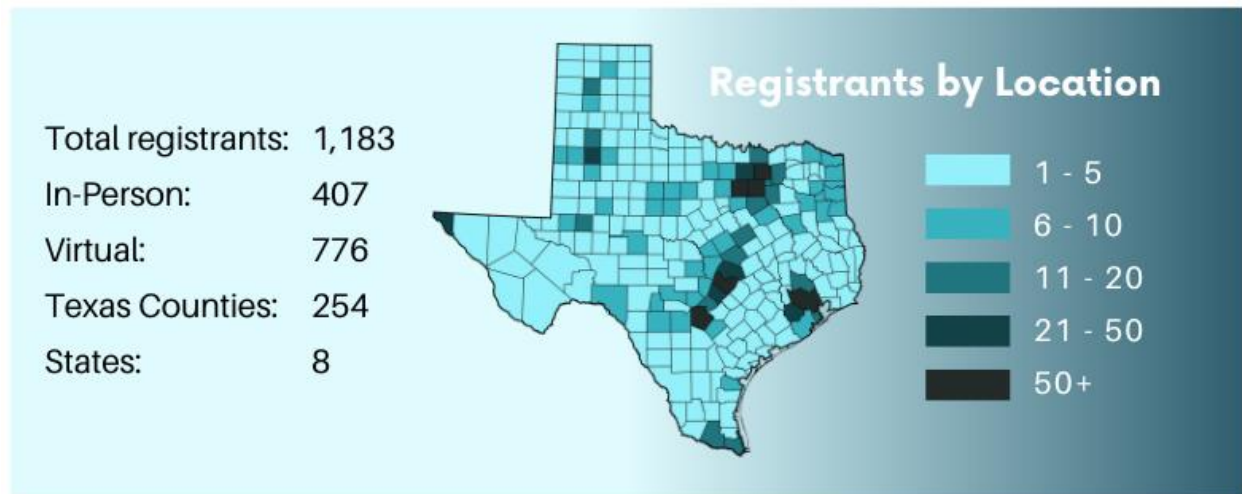 Registrants by Location
Total registrants: 1,183
In-Person: 407
Virtual: 776
Texas Counties: 254
States: 8
1 - 5
6 - 10
11 - 20
21 - 50
50+